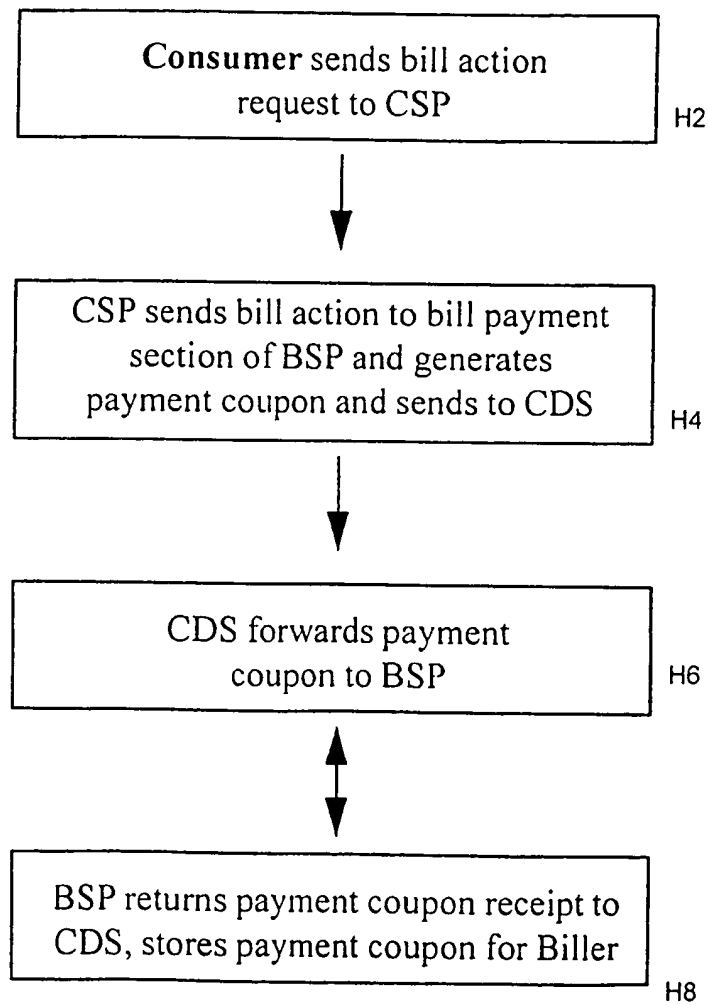 Consumer sends bill action
request to CSP
H2
CSP sends bill action to bill payment
section of BSP and generates
payment coupon and sends to CDS
H4
CDS forwards payment
coupon to BSP
H6
BSP returns payment coupon receipt to
CDS, stores payment coupon for Biller
H8